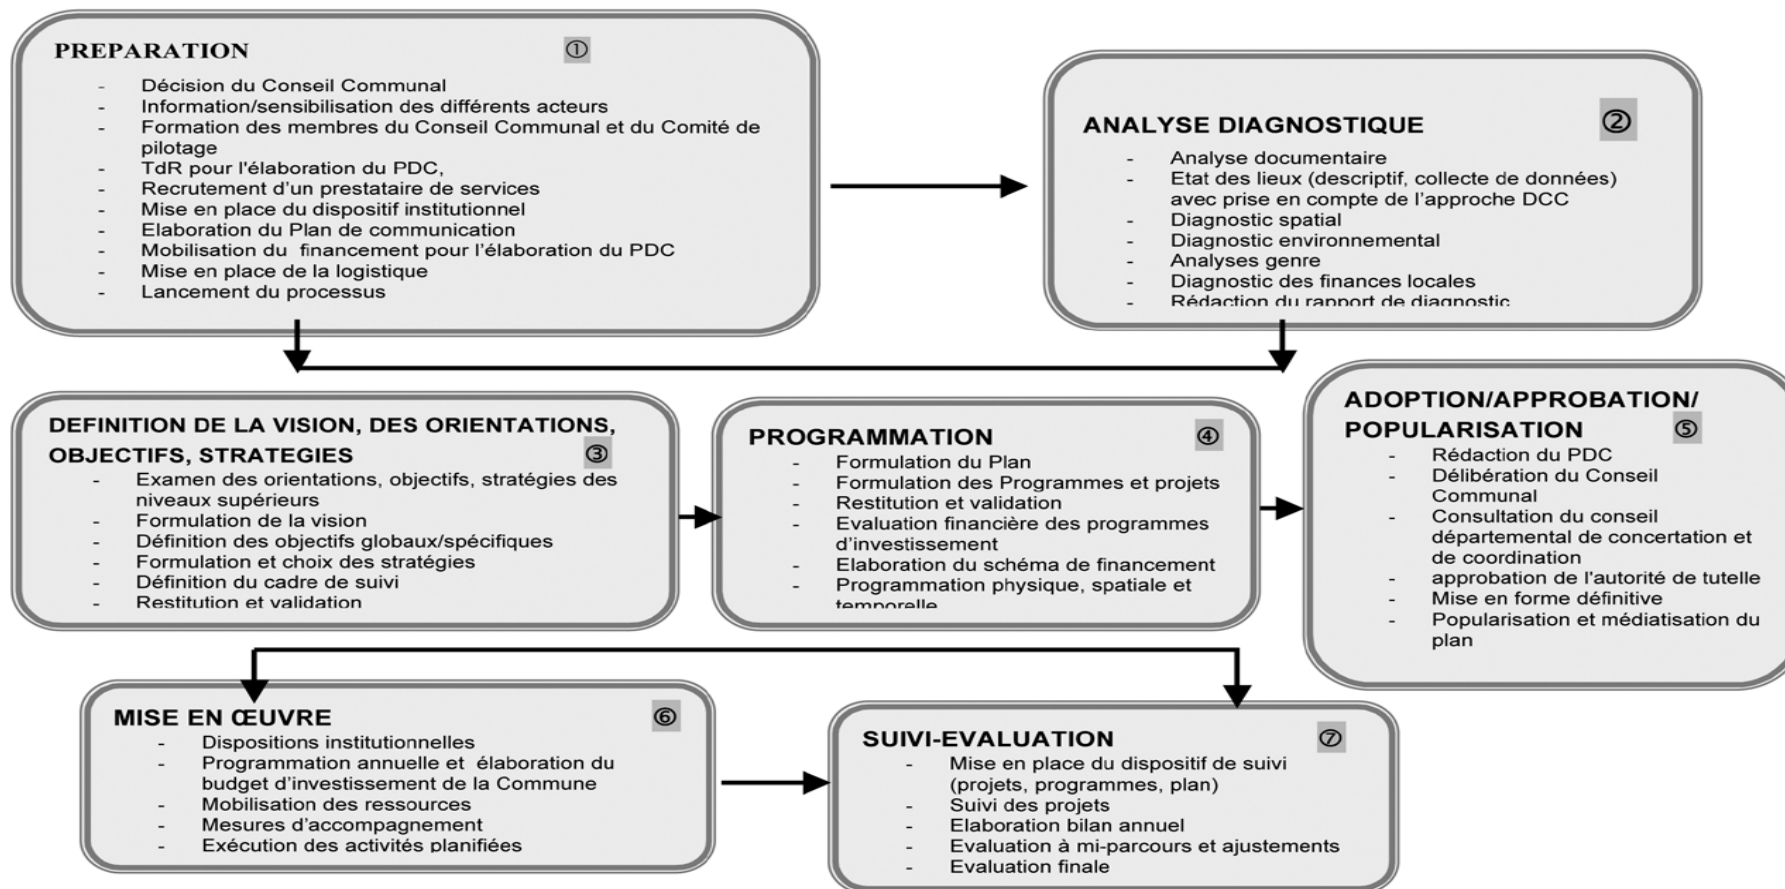 PREPARATION ①
- Décision du Conseil Communal
- Information/sensibilisation des différents acteurs
- Formation des membres du Conseil Communal et du Comité de
pilotage
- TdR pour l'élaboration du PDC,
- Recrutement d'un prestataire de services
- Mise en place du dispositif institutionnel
- Elaboration du Plan de communication
- Mobilisation du financement pour l'élaboration du PDC
- Mise en place de la logistique
- Lancement du processus
ANALYSE DIAGNOSTIQUE ②
- Analyse documentaire
- Etat des lieux (descriptif, collecte de données)
avec prise en compte de l'approche DCC
- Diagnostic spatial
- Diagnostic environnemental
- Analyses genre
- Diagnostic des finances locales
- Rédaction du rapport de diagnostic
DEFINITION DE LA VISION, DES ORIENTATIONS,
OBJECTIFS, STRATEGIES ③
- Examen des orientations, objectifs, stratégies des
niveaux supérieurs
- Formulation de la vision
- Définition des objectifs globaux/spécifiques
- Formulation et choix des stratégies
- Définition du cadre de suivi
- Restitution et validation
PROGRAMMATION ④
- Formulation du Plan
- Formulation des Programmes et projets
- Restitution et validation
- Evaluation financière des programmes
d'investissement
- Elaboration du schéma de financement
- Programmation physique, spatiale et
temporelle
ADOPTION/APPROBATION/
POPULARISATION ⑤
- Rédaction du PDC
- Délibération du Conseil
Communal
- Consultation du conseil
départemental de concertation et
de coordination
- approbation de l'autorité de tutelle
- Mise en forme définitive
- Popularisation et médiatisation du
plan
MISE EN ŒUVRE ⑥
- Dispositions institutionnelles
- Programmation annuelle et élaboration du
budget d'investissement de la Commune
- Mobilisation des ressources
- Mesures d'accompagnement
- Exécution des activités planifiées
SUIVI-EVALUATION ⑦
- Mise en place du dispositif de suivi
(projets, programmes, plan)
- Suivi des projets
- Elaboration bilan annuel
- Evaluation à mi-parcours et ajustements
- Evaluation finale